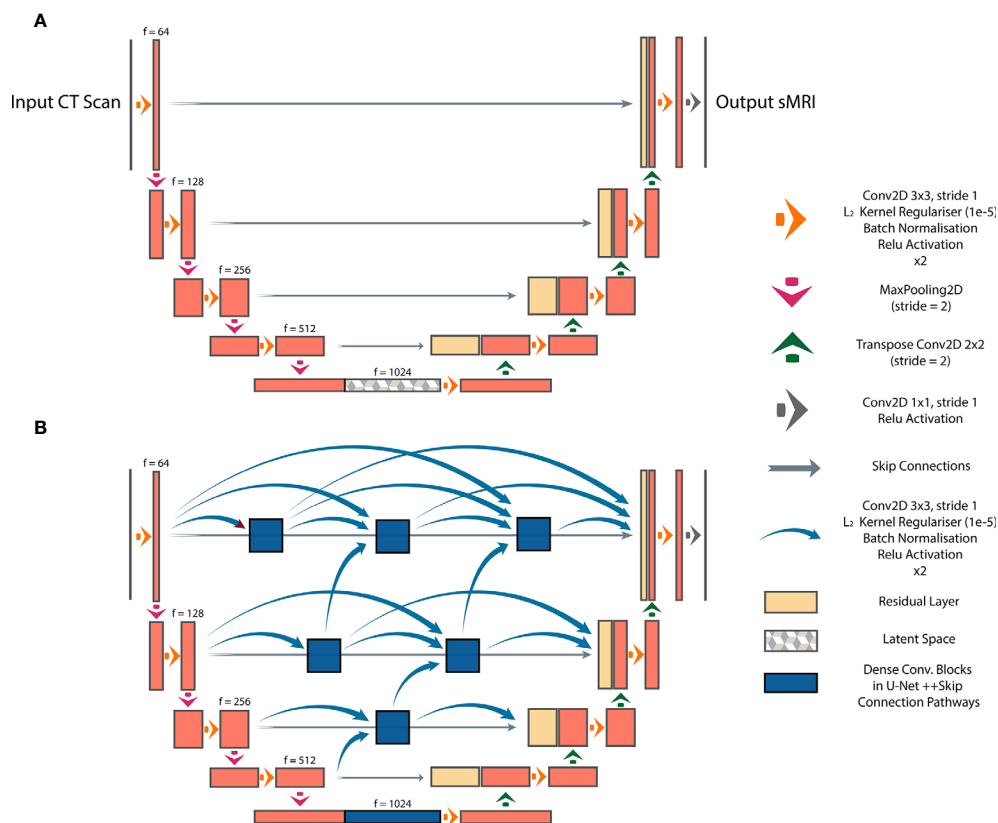 A
f = 64
Input CT Scan
Output sMRI
f = 128
f = 256
f = 512
f = 1024
Conv2D 3x3, stride 1
L₂ Kernel Regulariser (1e-5)
Batch Normalisation
Relu Activation
x2
MaxPooling2D
(stride = 2)
Transpose Conv2D 2x2
(stride = 2)
Conv2D 1x1, stride 1
Relu Activation
B
f = 64
f = 128
f = 256
f = 512
f = 1024
Skip Connections
Conv2D 3x3, stride 1
L₂ Kernel Regulariser (1e-5)
Batch Normalisation
Relu Activation
x2
Residual Layer
Latent Space
Dense Conv. Blocks
in U-Net ++Skip
Connection Pathways